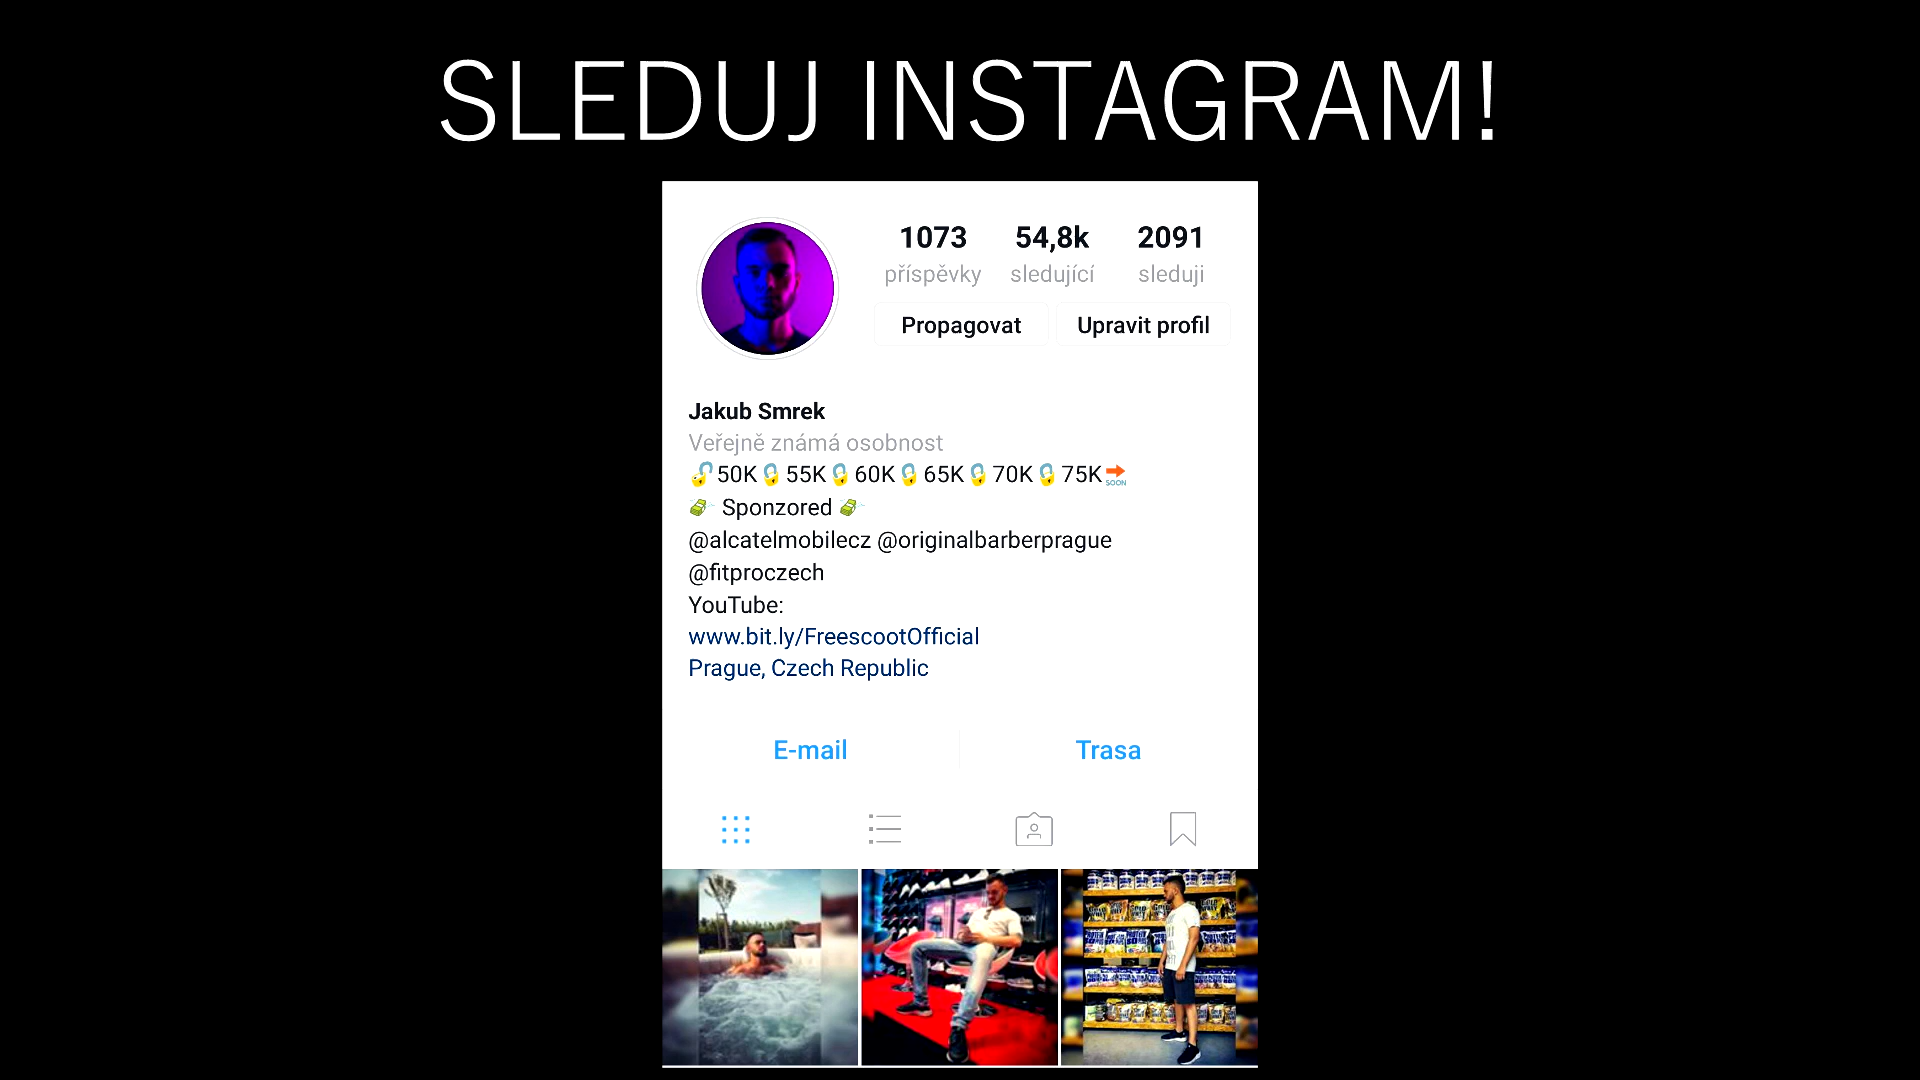 SLEDUJ INSTAGRAM!
1073 54,8k 2091
příspěvky sledující sleduji
Propagovat Upravit profil
Jakub Smrek
Veřejně známá osobnost
🔓50K🔒55K🔒60K🔒65K🔒70K🔒75K🔜
💸 Sponzored 💸
@alcatelmobilecz @originalbarberprague
@fitproczech
YouTube:
www.bit.ly/FreescootOfficial
Prague, Czech Republic
E-mail Trasa